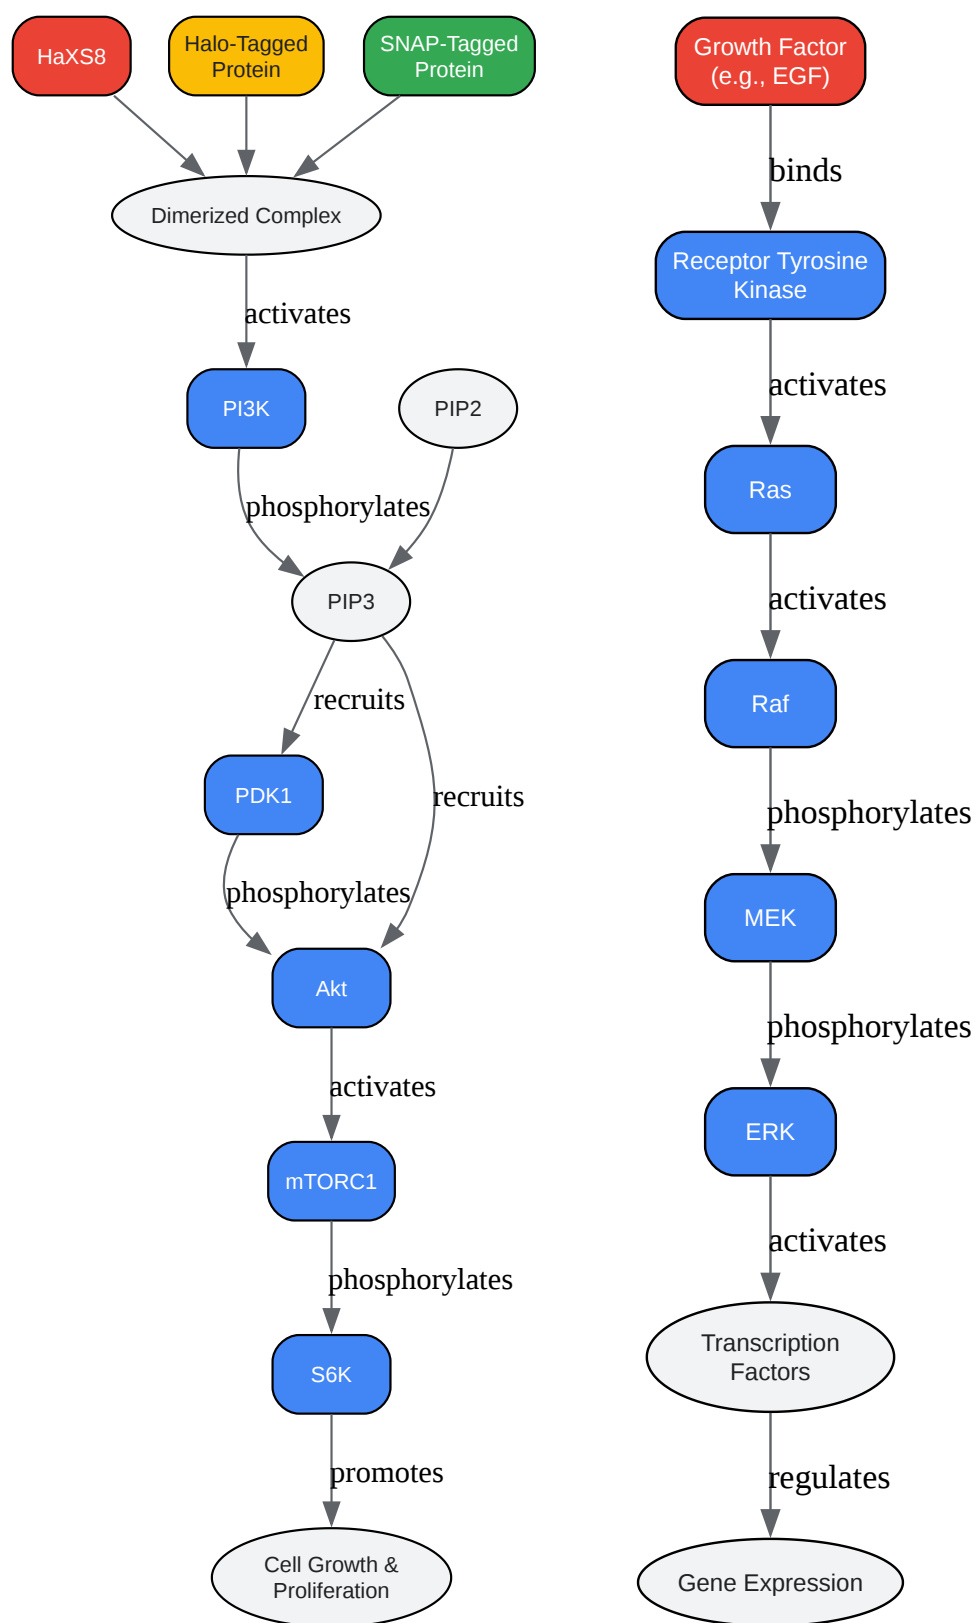 HaXS8
Halo-Tagged
Protein
SNAP-Tagged
Protein
Dimerized Complex
activates
PI3K
PIP2
phosphorylates
PIP3
recruits
PDK1
recruits
phosphorylates
Akt
activates
mTORC1
phosphorylates
S6K
promotes
Cell Growth &
Proliferation
Growth Factor
(e.g., EGF)
binds
Receptor Tyrosine
Kinase
activates
Ras
activates
Raf
phosphorylates
MEK
phosphorylates
ERK
activates
Transcription
Factors
regulates
Gene Expression